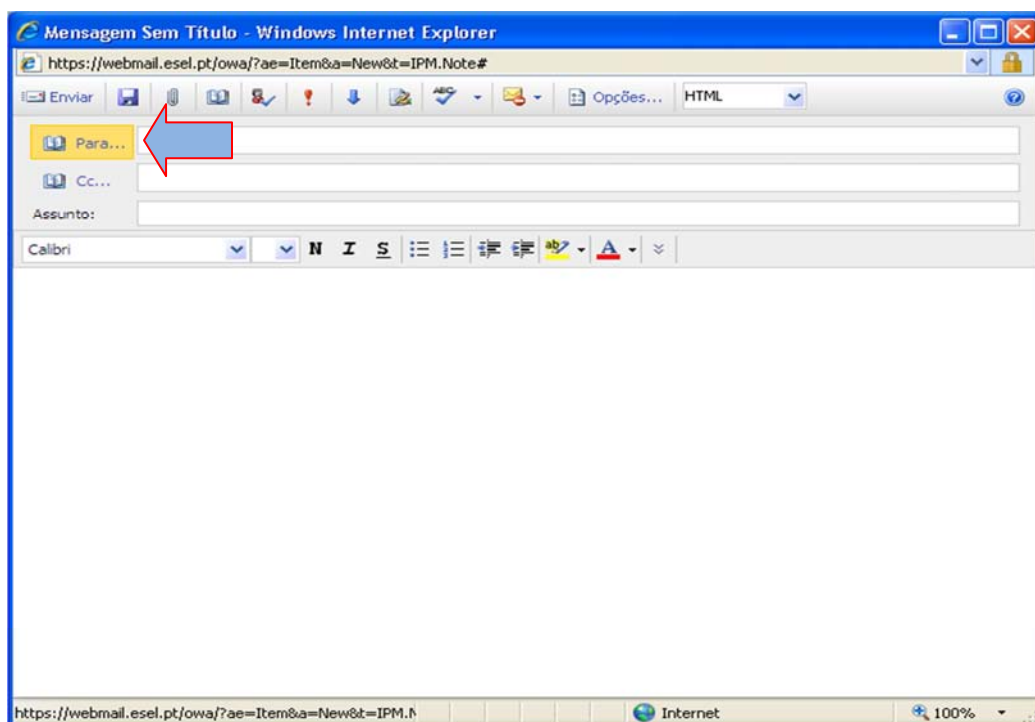 Mensagem Sem Título - Windows Internet Explorer
https://webmail.esel.pt/owa/?ae=Item&a=New&t=IPM.Note#
Enviar Opções... HTML
Para...
Cc...
Assunto:
Calibri N I S ab A
https://webmail.esel.pt/owa/?ae=Item&a=New&t=IPM.N Internet 100%